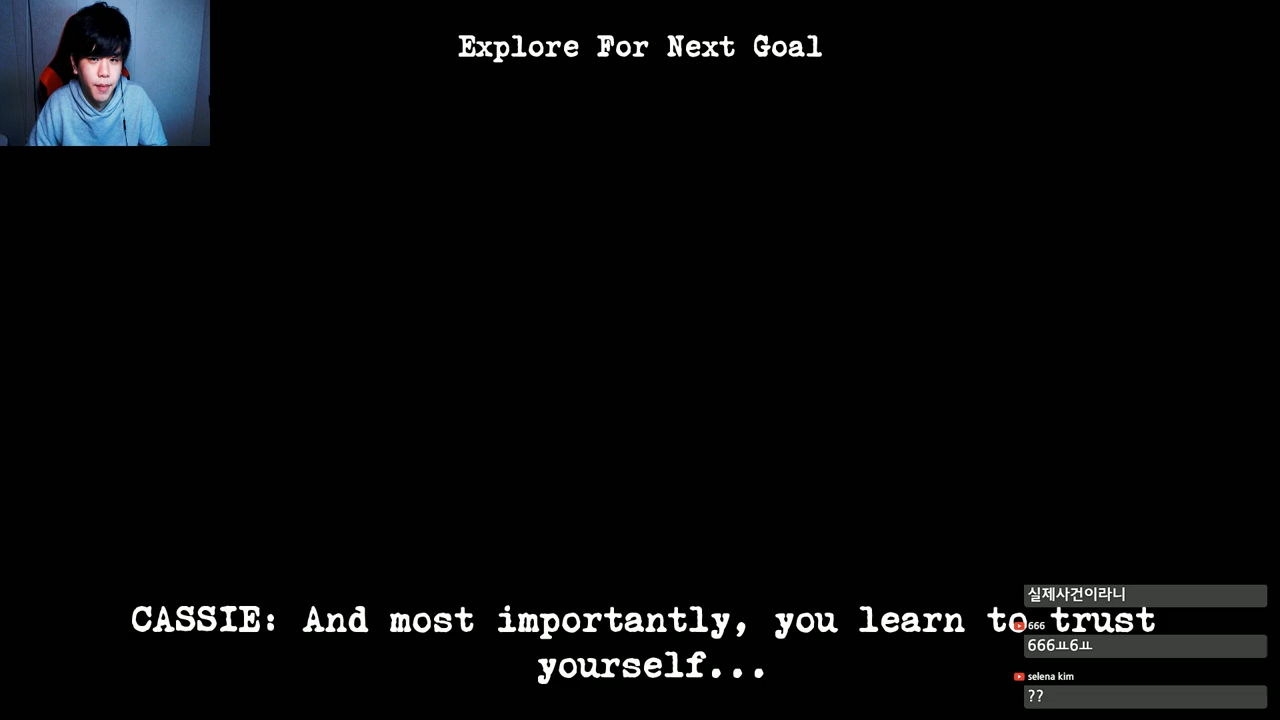 Explore For Next Goal
CASSIE: And most importantly, you learn to trust
yourself...
실제사건이라니
666
666ㅛ6ㅛ
selena kim
??